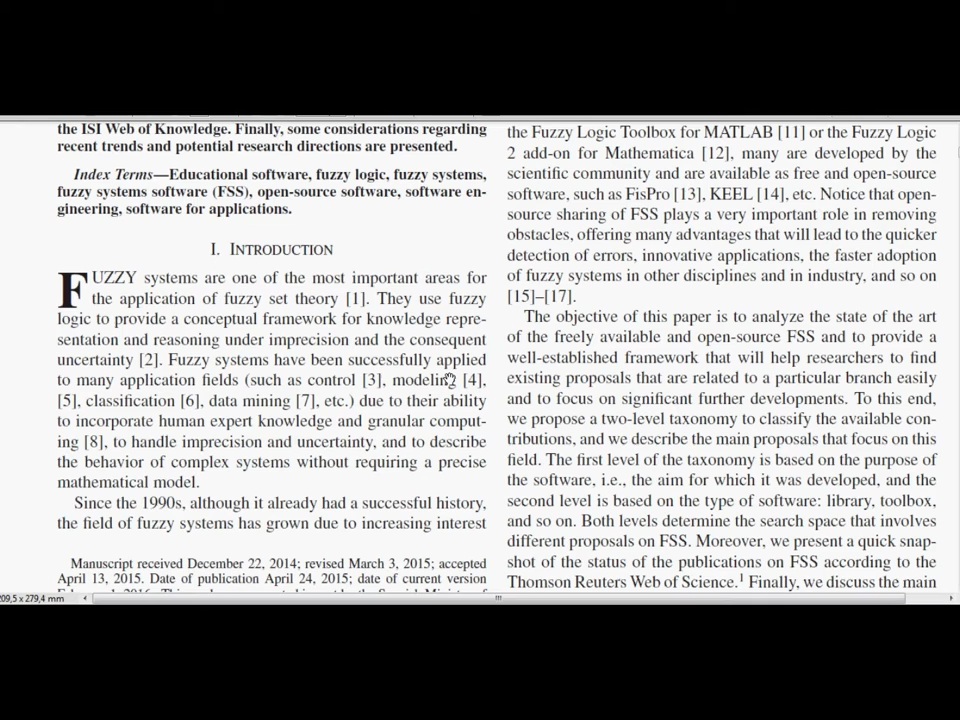 the ISI Web of Knowledge. Finally, some considerations regarding
recent trends and potential research directions are presented.
Index Terms—Educational software, fuzzy logic, fuzzy systems,
fuzzy systems software (FSS), open-source software, software en-
gineering, software for applications.
I. INTRODUCTION
FUZZY systems are one of the most important areas for
the application of fuzzy set theory [1]. They use fuzzy
logic to provide a conceptual framework for knowledge repre-
sentation and reasoning under imprecision and the consequent
uncertainty [2]. Fuzzy systems have been successfully applied
to many application fields (such as control [3], modeling [4],
[5], classification [6], data mining [7], etc.) due to their ability
to incorporate human expert knowledge and granular comput-
ing [8], to handle imprecision and uncertainty, and to describe
the behavior of complex systems without requiring a precise
mathematical model.
Since the 1990s, although it already had a successful history,
the field of fuzzy systems has grown due to increasing interest
Manuscript received December 22, 2014; revised March 3, 2015; accepted
April 13, 2015. Date of publication April 24, 2015; date of current version
the Fuzzy Logic Toolbox for MATLAB [11] or the Fuzzy Logic
2 add-on for Mathematica [12], many are developed by the
scientific community and are available as free and open-source
software, such as FisPro [13], KEEL [14], etc. Notice that open-
source sharing of FSS plays a very important role in removing
obstacles, offering many advantages that will lead to the quicker
detection of errors, innovative applications, the faster adoption
of fuzzy systems in other disciplines and in industry, and so on
[15]–[17].
The objective of this paper is to analyze the state of the art
of the freely available and open-source FSS and to provide a
well-established framework that will help researchers to find
existing proposals that are related to a particular branch easily
and to focus on significant further developments. To this end,
we propose a two-level taxonomy to classify the available con-
tributions, and we describe the main proposals that focus on this
field. The first level of the taxonomy is based on the purpose of
the software, i.e., the aim for which it was developed, and the
second level is based on the type of software: library, toolbox,
and so on. Both levels determine the search space that involves
different proposals on FSS. Moreover, we present a quick snap-
shot of the status of the publications on FSS according to the
Thomson Reuters Web of Science.¹ Finally, we discuss the main
209,5 x 279,4 mm